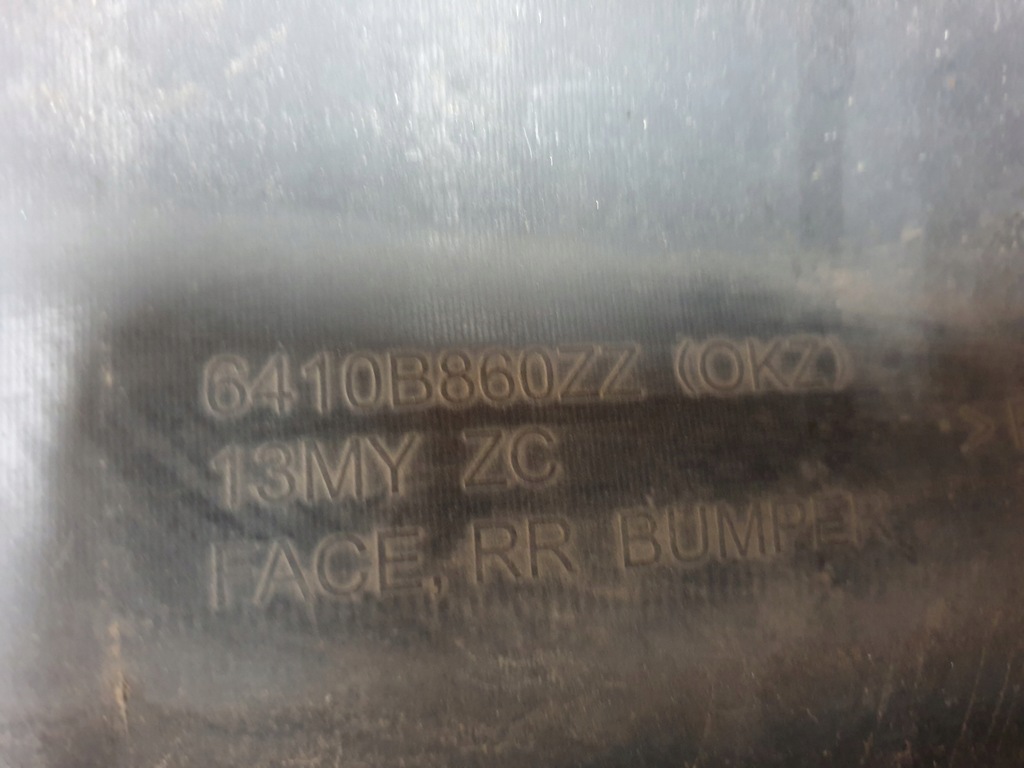 6410B860ZZ (OKZ)
13MY ZC
FACE, RR BUMPER